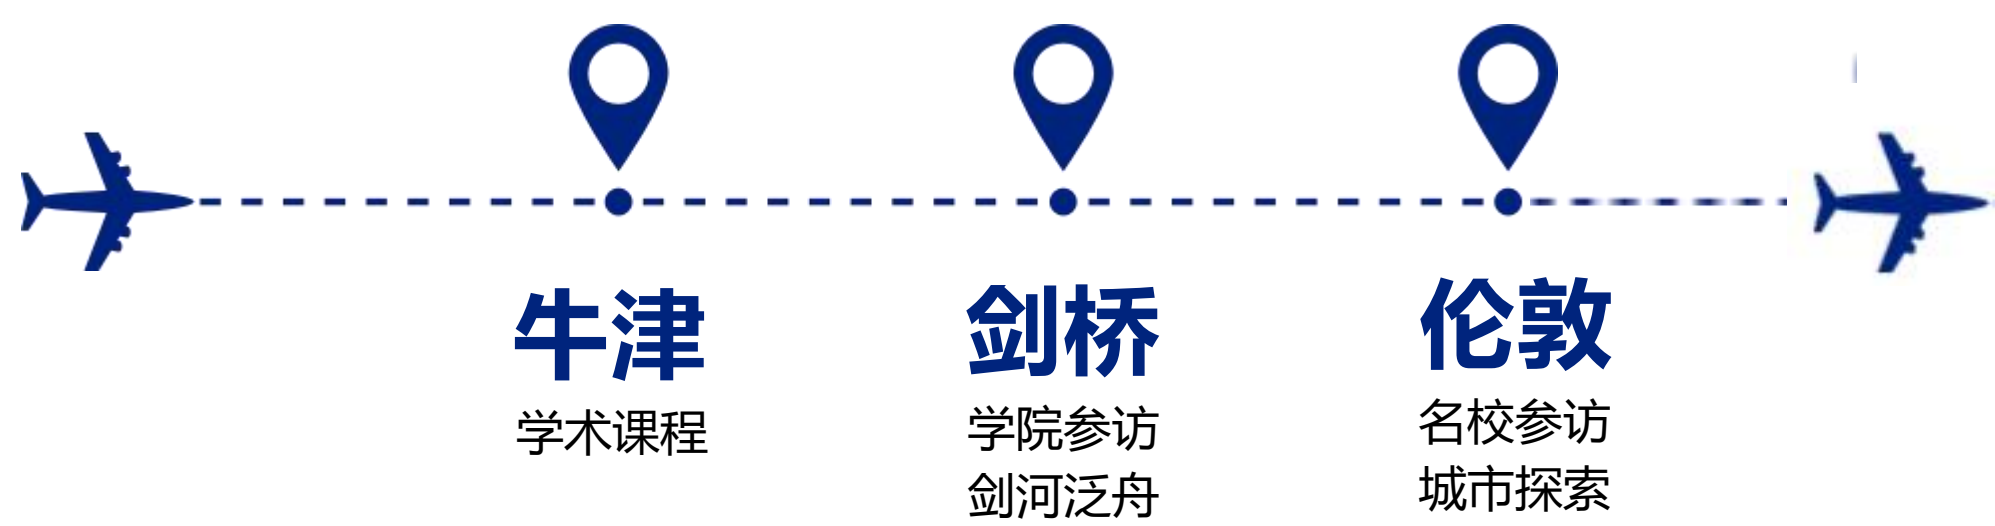 牛津
学术课程
剑桥
学院参访
剑河泛舟
伦敦
名校参访
城市探索